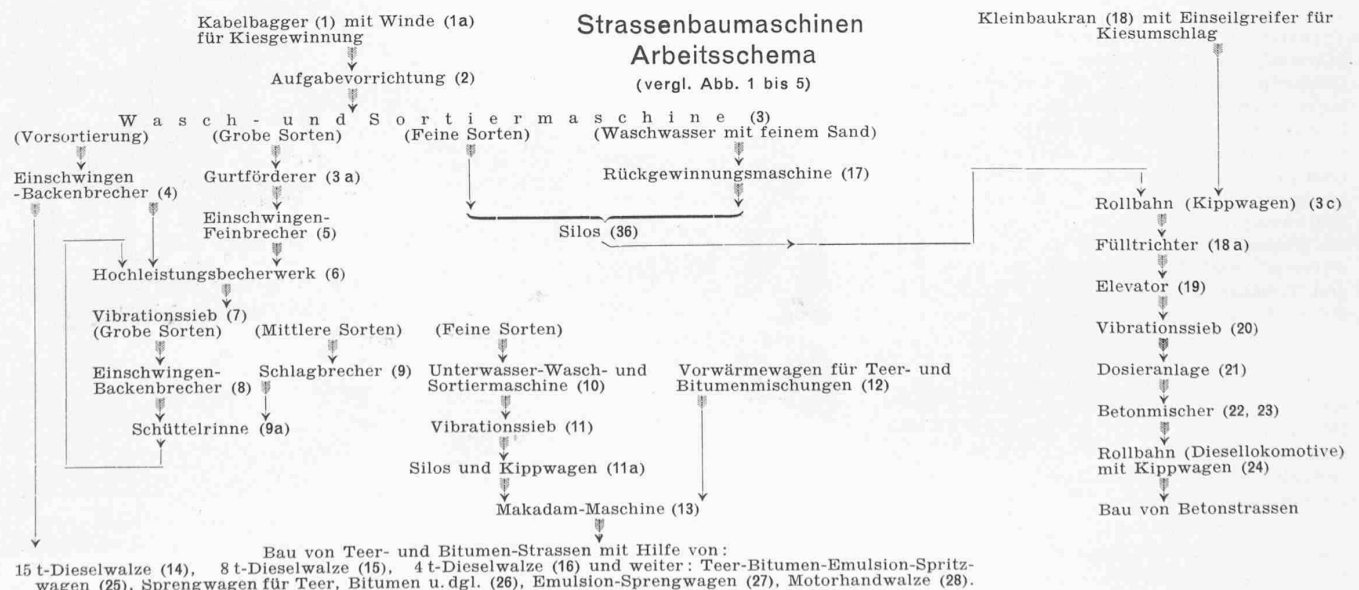 Strassenbaumaschinen
Arbeitsschema
(vergl. Abb. 1 bis 5)
Kabelbagger (1) mit Winde (1a)
für Kiesgewinnung
Aufgabevorrichtung (2)
Wasch- und Sortiermaschine (3)
(Vorsortierung) (Grobe Sorten) (Feine Sorten) (Waschwasser mit feinem Sand)
Einschwingen
-Backenbrecher (4)
Gurtförderer (3 a)
Rückgewinnungsmaschine (17)
Einschwingen-
Feinbrecher (5)
Silos (36)
Hochleistungsbecherwerk (6)
Vibrationssieb (7)
(Grobe Sorten) (Mittlere Sorten) (Feine Sorten)
Einschwingen-
Backenbrecher (8)
Schlagbrecher (9)
Unterwasser-Wasch- und
Sortiermaschine (10)
Vorwärmewagen für Teer- und
Bitumenmischungen (12)
Schüttelrinne (9a)
Vibrationssieb (11)
Silos und Kippwagen (11a)
Makadam-Maschine (13)
Kleinbaukran (18) mit Einseilgreifer für
Kiesumschlag
Rollbahn (Kippwagen) (3 c)
Fülltrichter (18 a)
Elevator (19)
Vibrationssieb (20)
Dosieranlage (21)
Betonmischer (22, 23)
Rollbahn (Diesellokomotive)
mit Kippwagen (24)
Bau von Betonstrassen
Bau von Teer- und Bitumen-Strassen mit Hilfe von:
15 t-Dieselwalze (14), 8 t-Dieselwalze (15), 4 t-Dieselwalze (16) und weiter: Teer-Bitumen-Emulsion-Spritz-
wagen (25), Sprengwagen für Teer, Bitumen u. dgl. (26), Emulsion-Sprengwagen (27), Motorhandwalze (28).